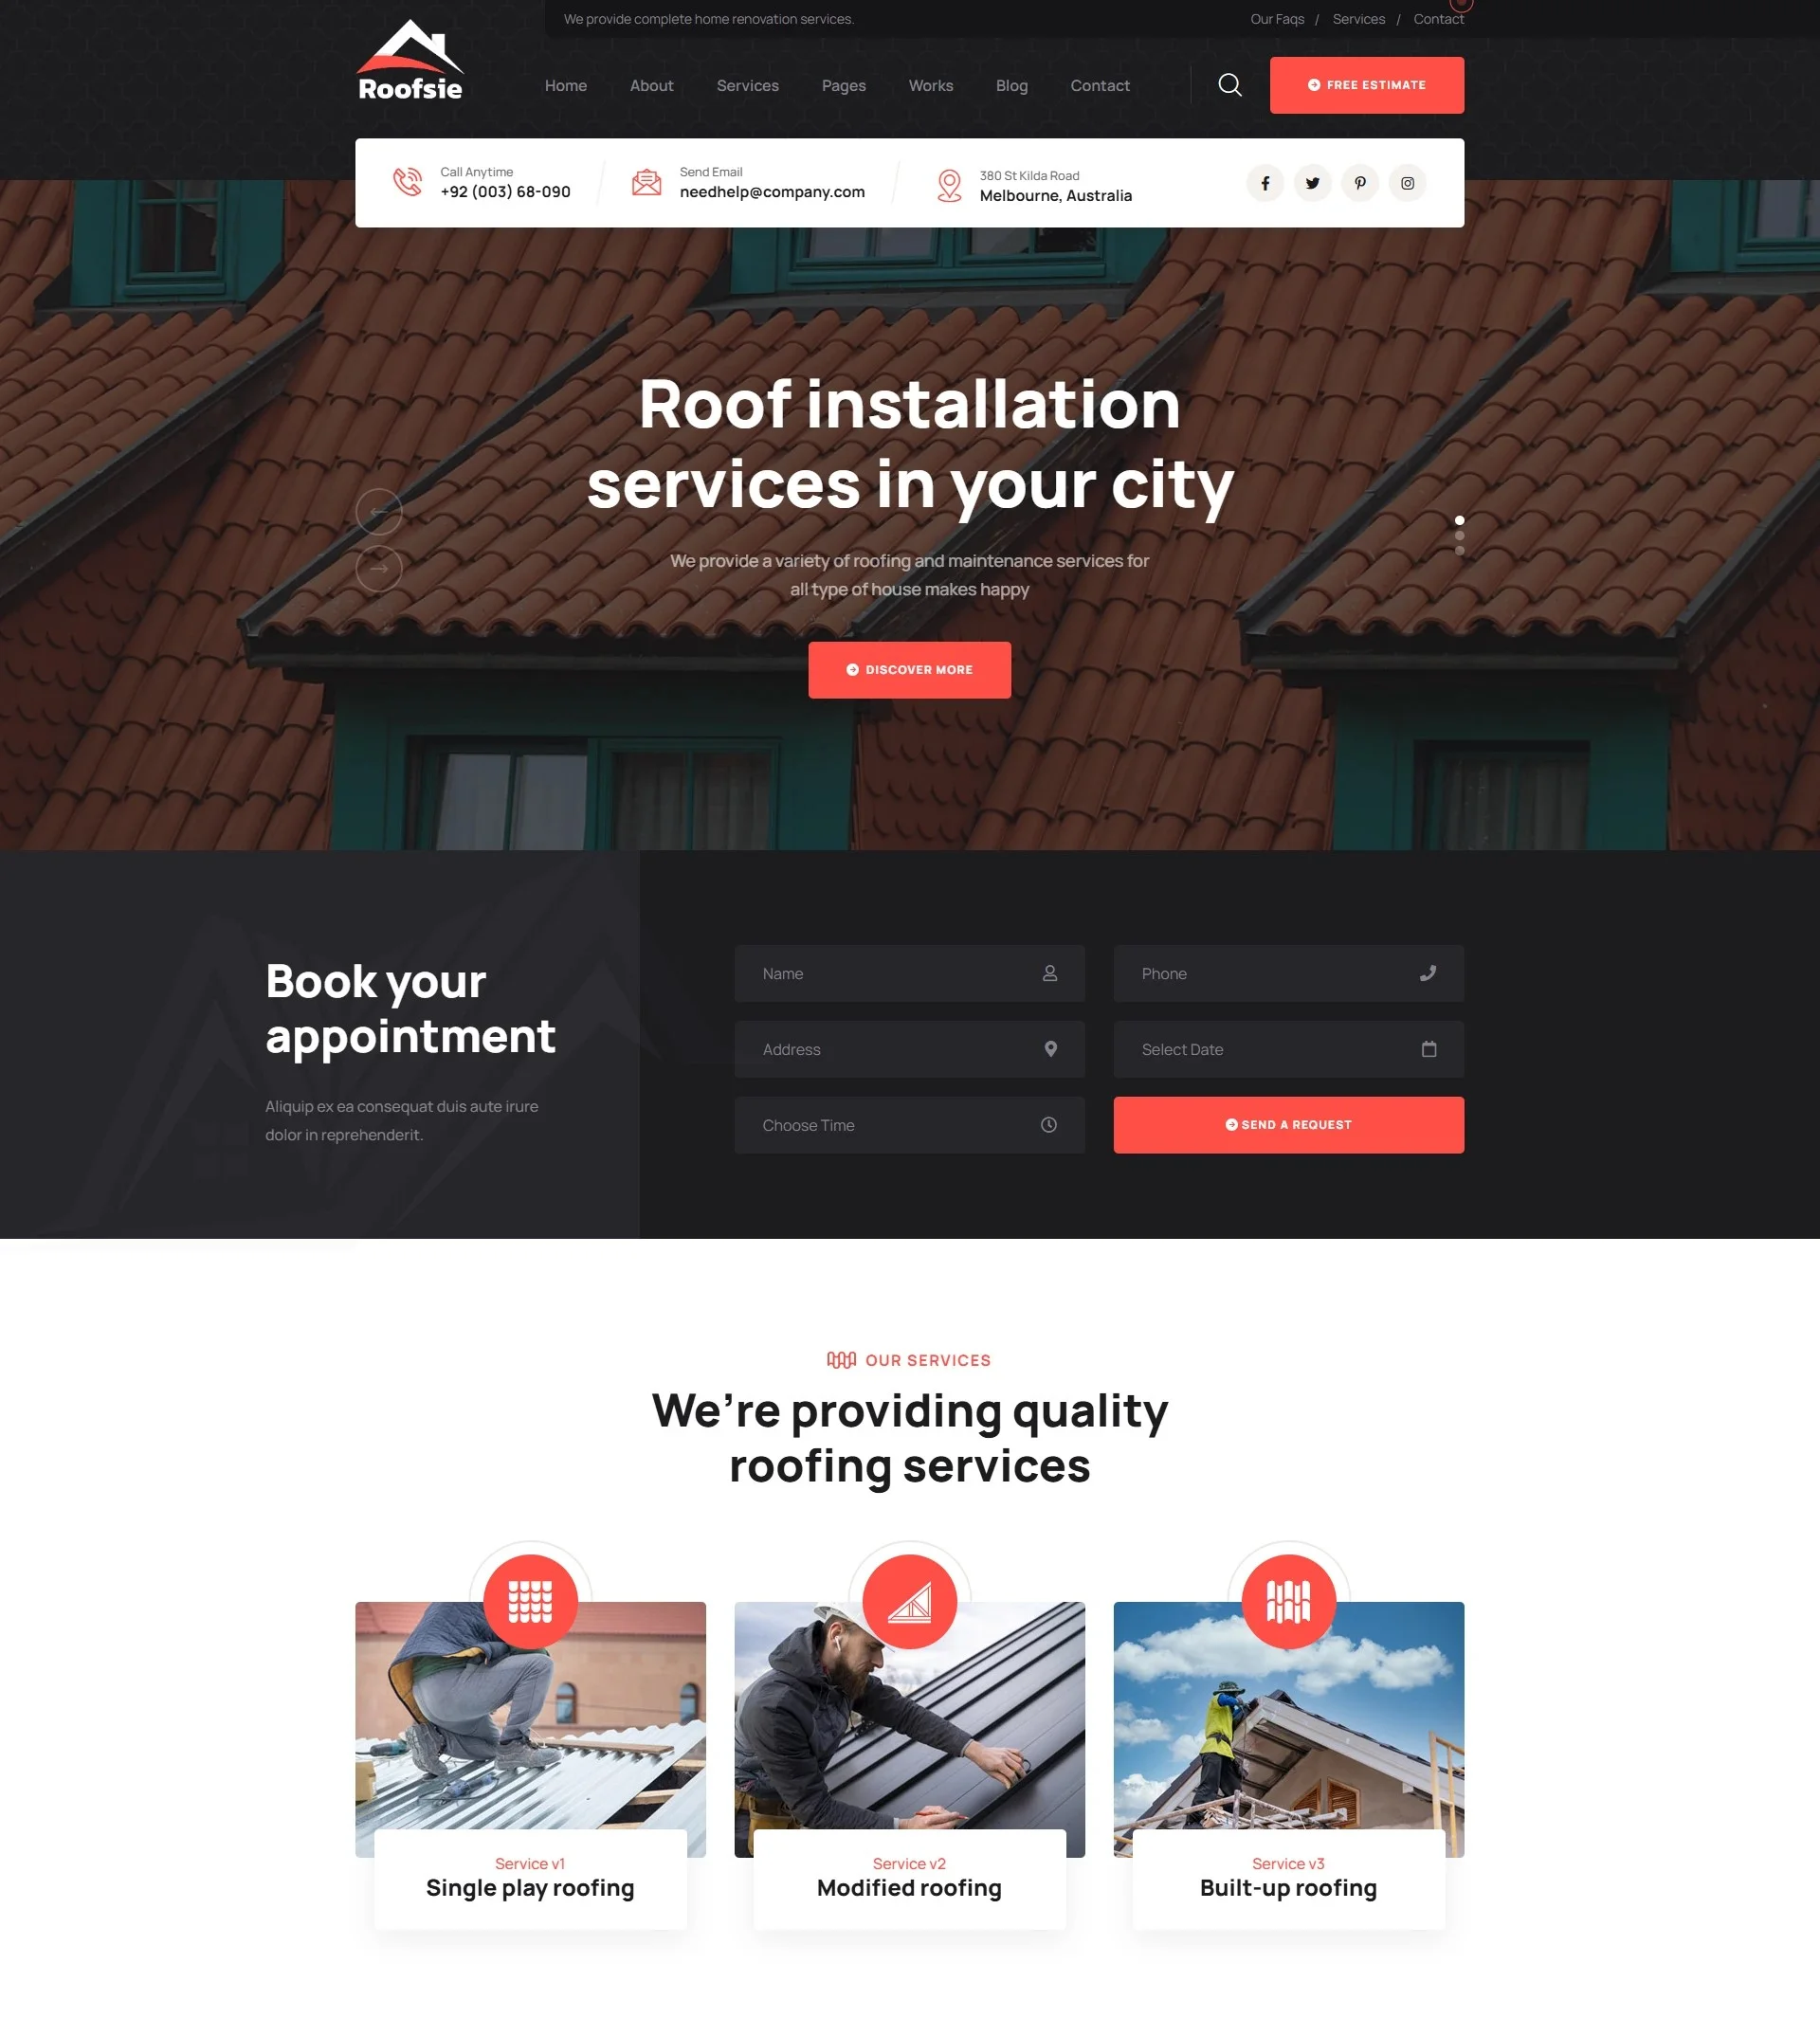 We provide complete home renovation services.
Our Faqs / Services / Contact
Roofsie
Home About Services Pages Works Blog Contact
FREE ESTIMATE
Call Anytime
+92 (003) 68-090
Send Email
needhelp@company.com
380 St Kilda Road
Melbourne, Australia
Roof installation
services in your city
We provide a variety of roofing and maintenance services for
all type of house makes happy
DISCOVER MORE
Book your
appointment
Aliquip ex ea consequat duis aute irure
dolor in reprehenderit.
Name
Phone
Address
Select Date
Choose Time
SEND A REQUEST
OUR SERVICES
We’re providing quality
roofing services
Service v1
Single play roofing
Service v2
Modified roofing
Service v3
Built-up roofing